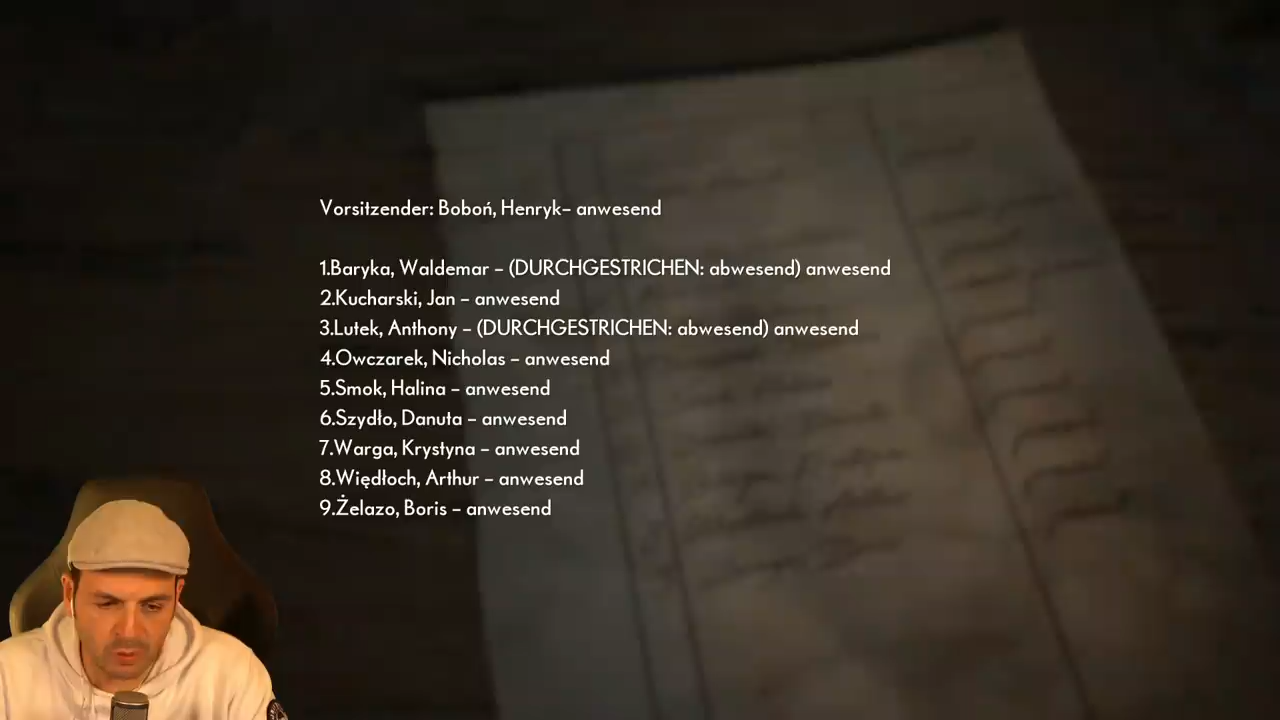 Vorsitzender: Boboń, Henryk– anwesend
1.Baryka, Waldemar – (DURCHGESTRICHEN: abwesend) anwesend
2.Kucharski, Jan – anwesend
3.Lutek, Anthony – (DURCHGESTRICHEN: abwesend) anwesend
4.Owczarek, Nicholas – anwesend
5.Smok, Halina – anwesend
6.Szydło, Danuta – anwesend
7.Warga, Krystyna – anwesend
8.Więdłoch, Arthur – anwesend
9.Żelazo, Boris – anwesend